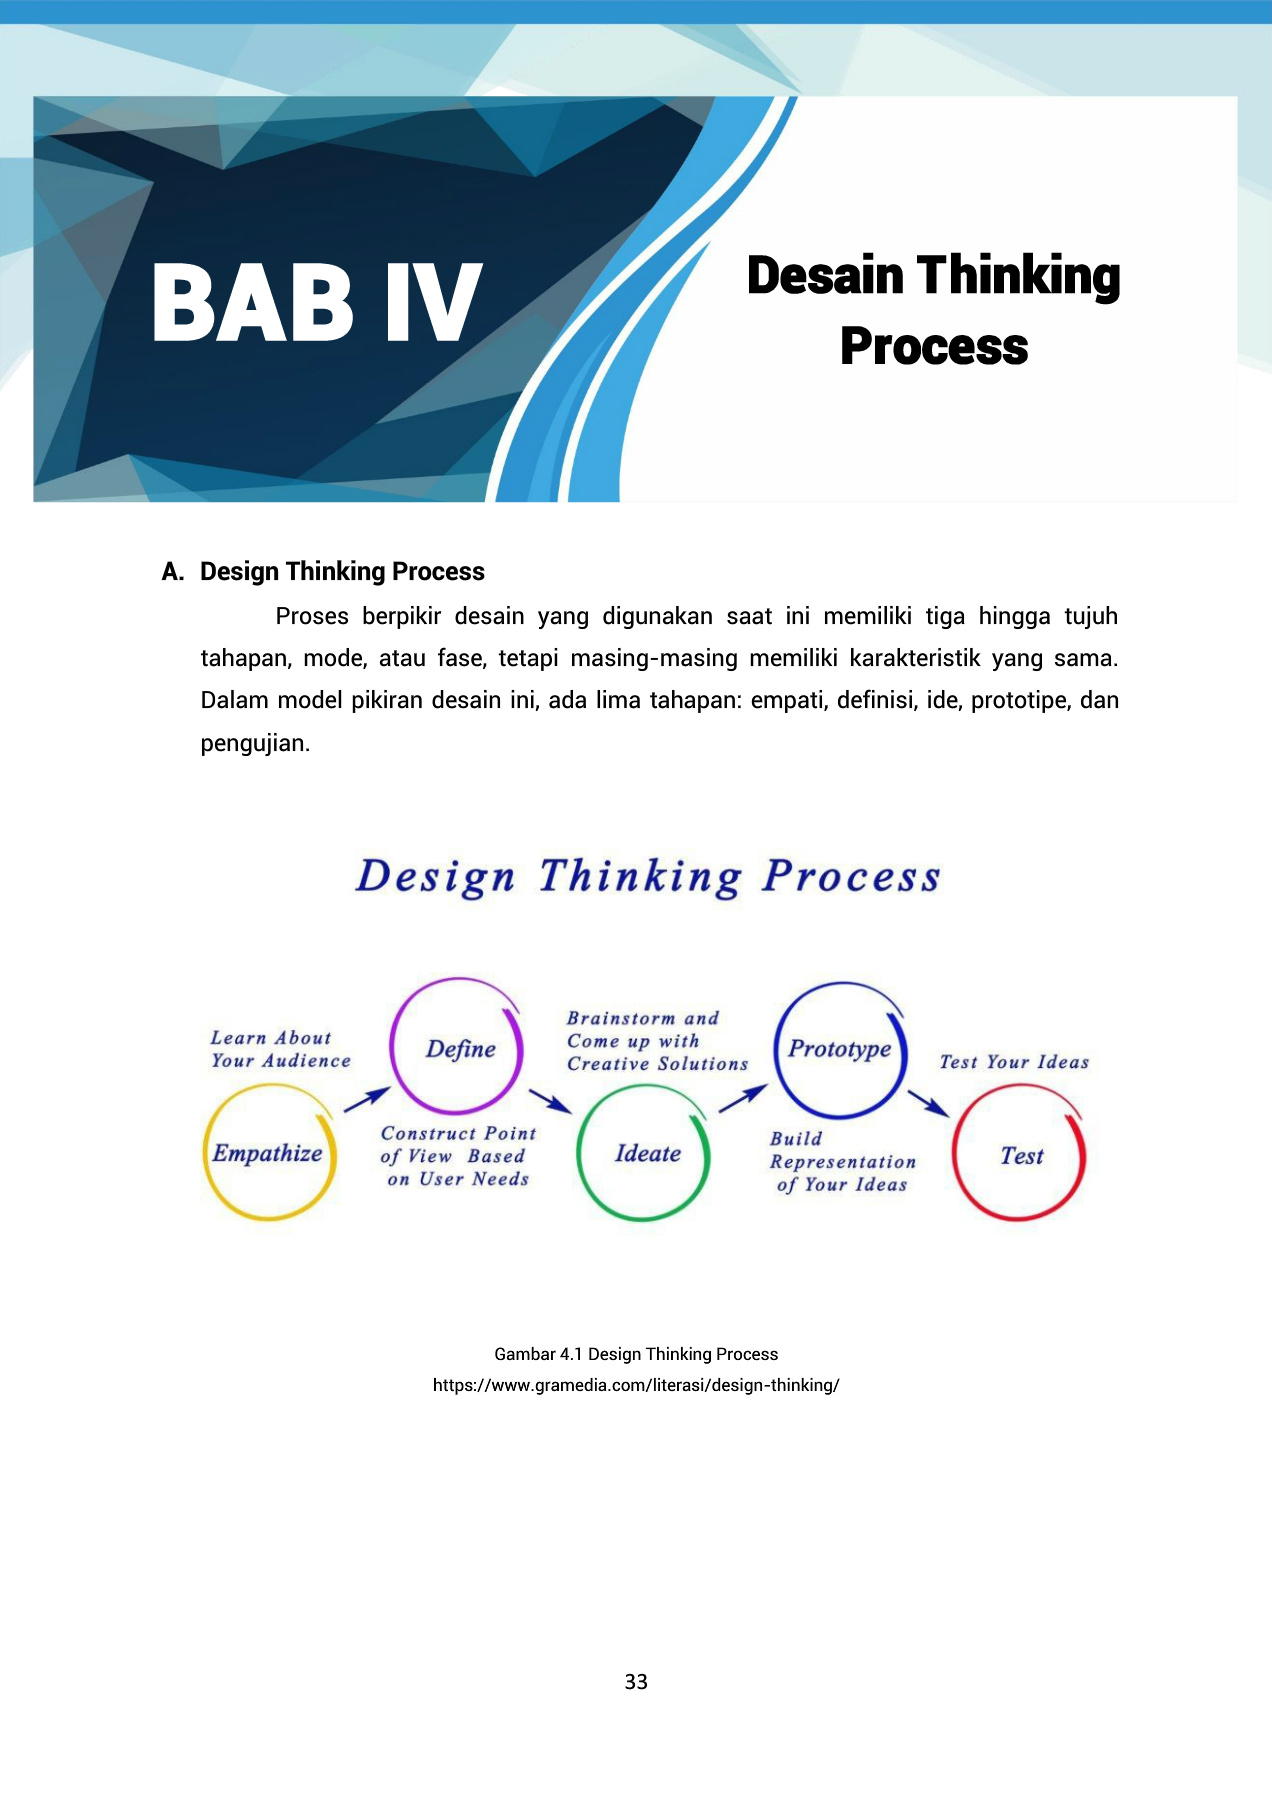 BAB IV
Desain Thinking
Process
A. Design Thinking Process
Proses berpikir desain yang digunakan saat ini memiliki tiga hingga tujuh
tahapan, mode, atau fase, tetapi masing-masing memiliki karakteristik yang sama.
Dalam model pikiran desain ini, ada lima tahapan: empati, definisi, ide, prototipe, dan
pengujian.
Design Thinking Process
Learn About
Your Audience
Empathize
Define
Construct Point
of View Based
on User Needs
Brainstorm and
Come up with
Creative Solutions
Ideate
Prototype
Build
Representation
of Your Ideas
Test Your Ideas
Test
Gambar 4.1 Design Thinking Process
https://www.gramedia.com/literasi/design-thinking/
33